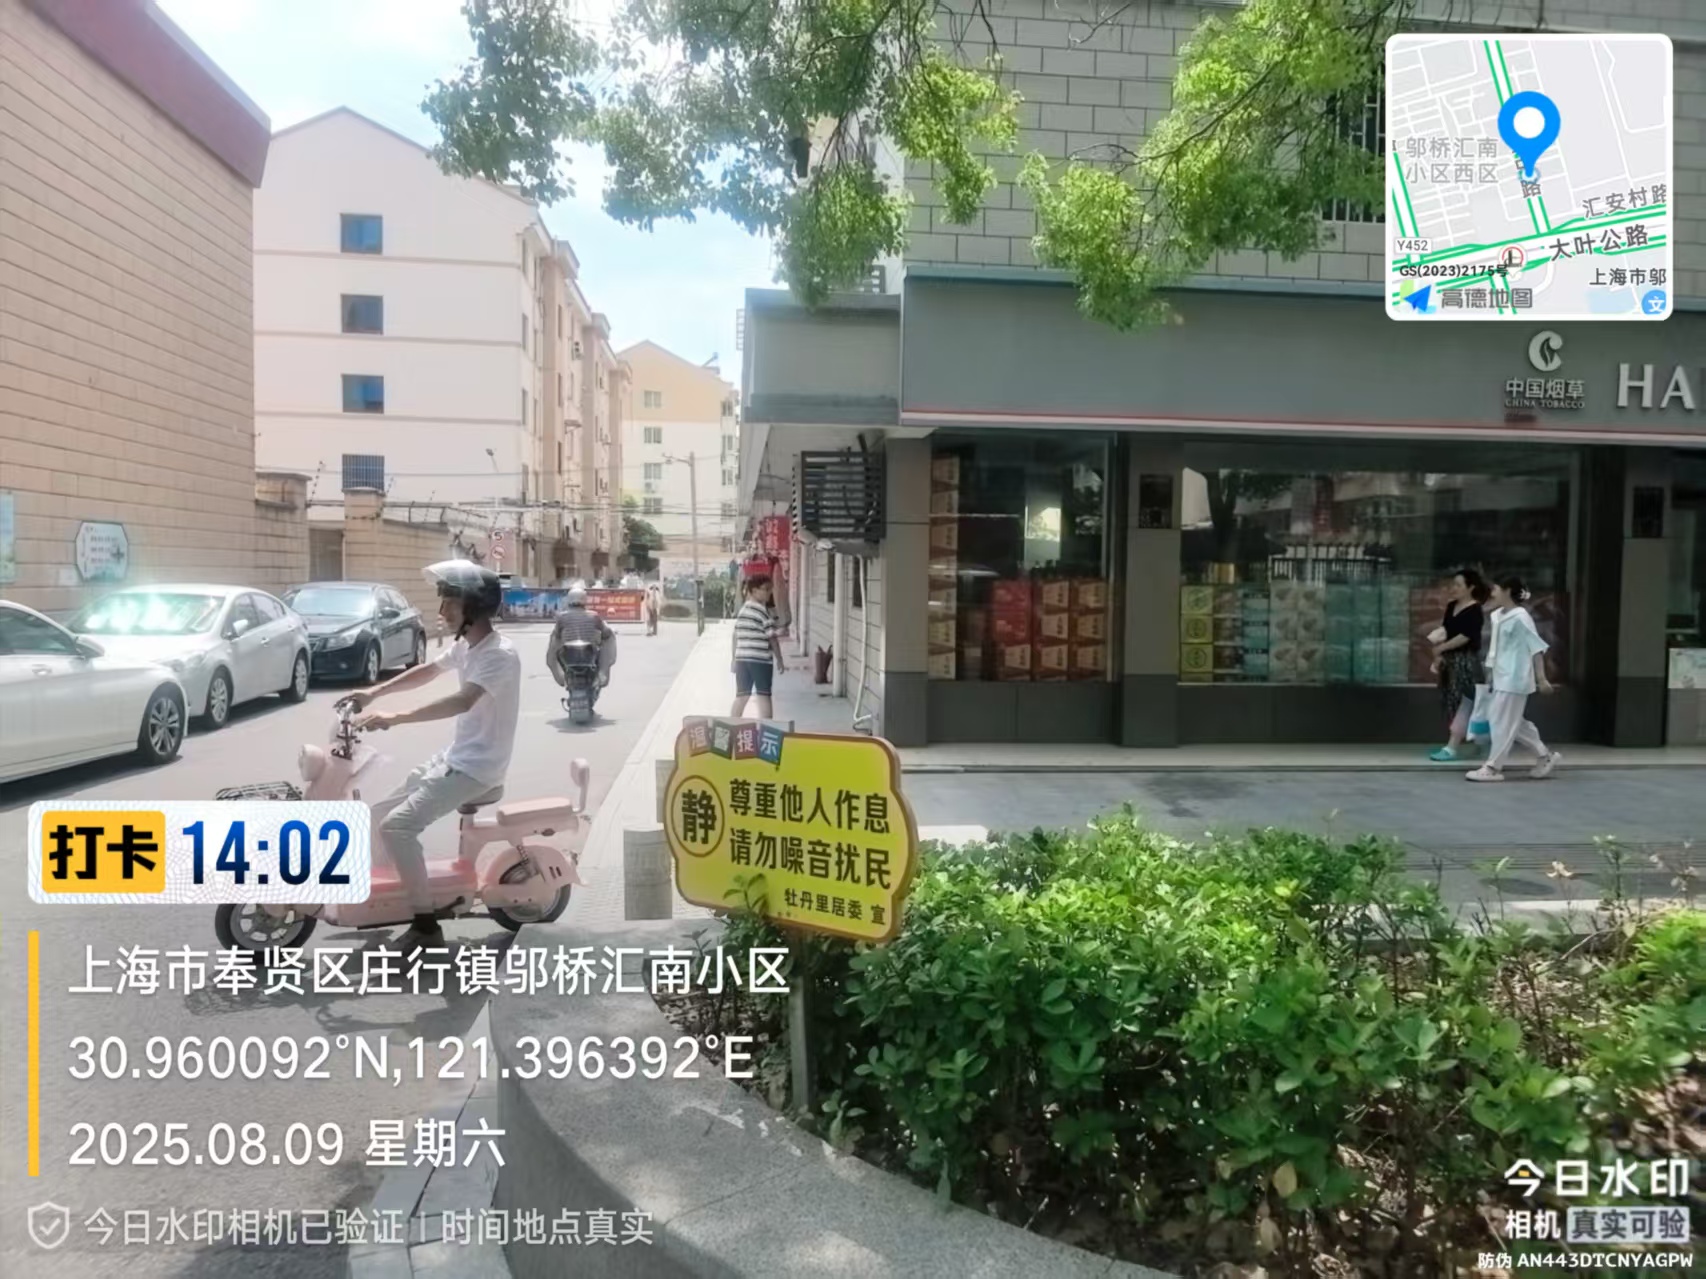 邬桥汇南
小区西区
路
汇安村路
大叶公路
Y452
GS(2023)2175号
上海市邬
高德地图
文
中国烟草
CHINA TOBACCO
HA
5
温馨提示
静
尊重他人作息
请勿噪音扰民
牡丹里居委 宣
打卡 14:02
上海市奉贤区庄行镇邬桥汇南小区
30.960092°N,121.396392°E
2025.08.09 星期六
今日水印相机已验证 | 时间地点真实
今日水印
相机 真实可验
防伪 AN443DTCNYAGPW